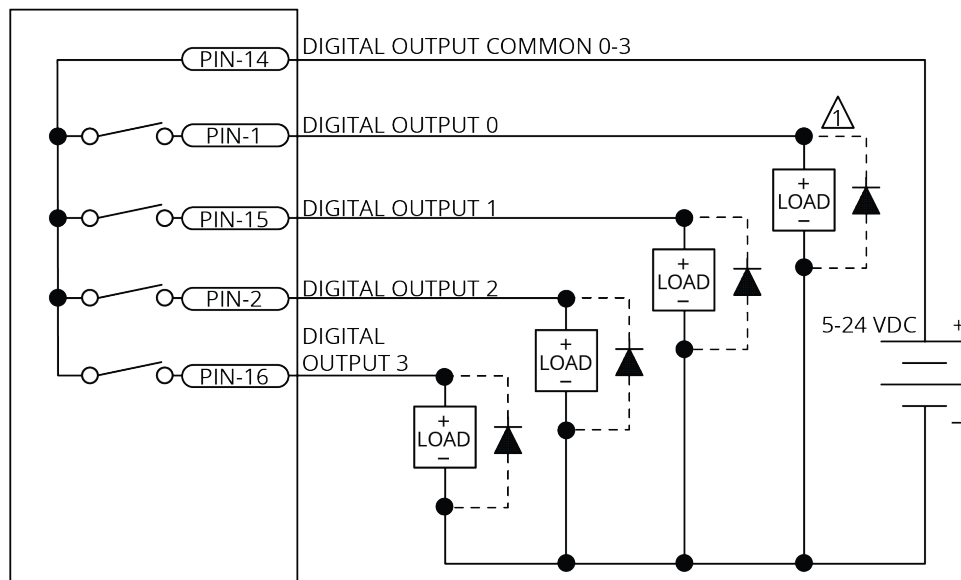 PIN-14
DIGITAL OUTPUT COMMON 0-3
1
PIN-1
DIGITAL OUTPUT 0
+
LOAD
−
PIN-15
DIGITAL OUTPUT 1
+
LOAD
−
PIN-2
DIGITAL OUTPUT 2
+
LOAD
−
5-24 VDC +
−
DIGITAL
OUTPUT 3
PIN-16
+
LOAD
−